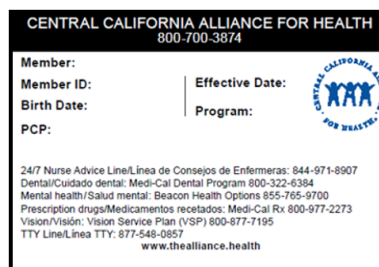 CENTRAL CALIFORNIA ALLIANCE FOR HEALTH
800-700-3874
Member:
Member ID:
Birth Date:
PCP:
Effective Date:
Program:
CENTRAL CALIFORNIA
FOR HEALTH
24/7 Nurse Advice Line/Línea de Consejos de Enfermeras: 844-971-8907
Dental/Cuidado dental: Medi-Cal Dental Program 800-322-6384
Mental health/Salud mental: Beacon Health Options 855-765-9700
Prescription drugs/Medicamentos recetados: Medi-Cal Rx 800-977-2273
Vision/Visión: Vision Service Plan (VSP) 800-877-7195
TTY Line/Línea TTY: 877-548-0857
www.thealliance.health